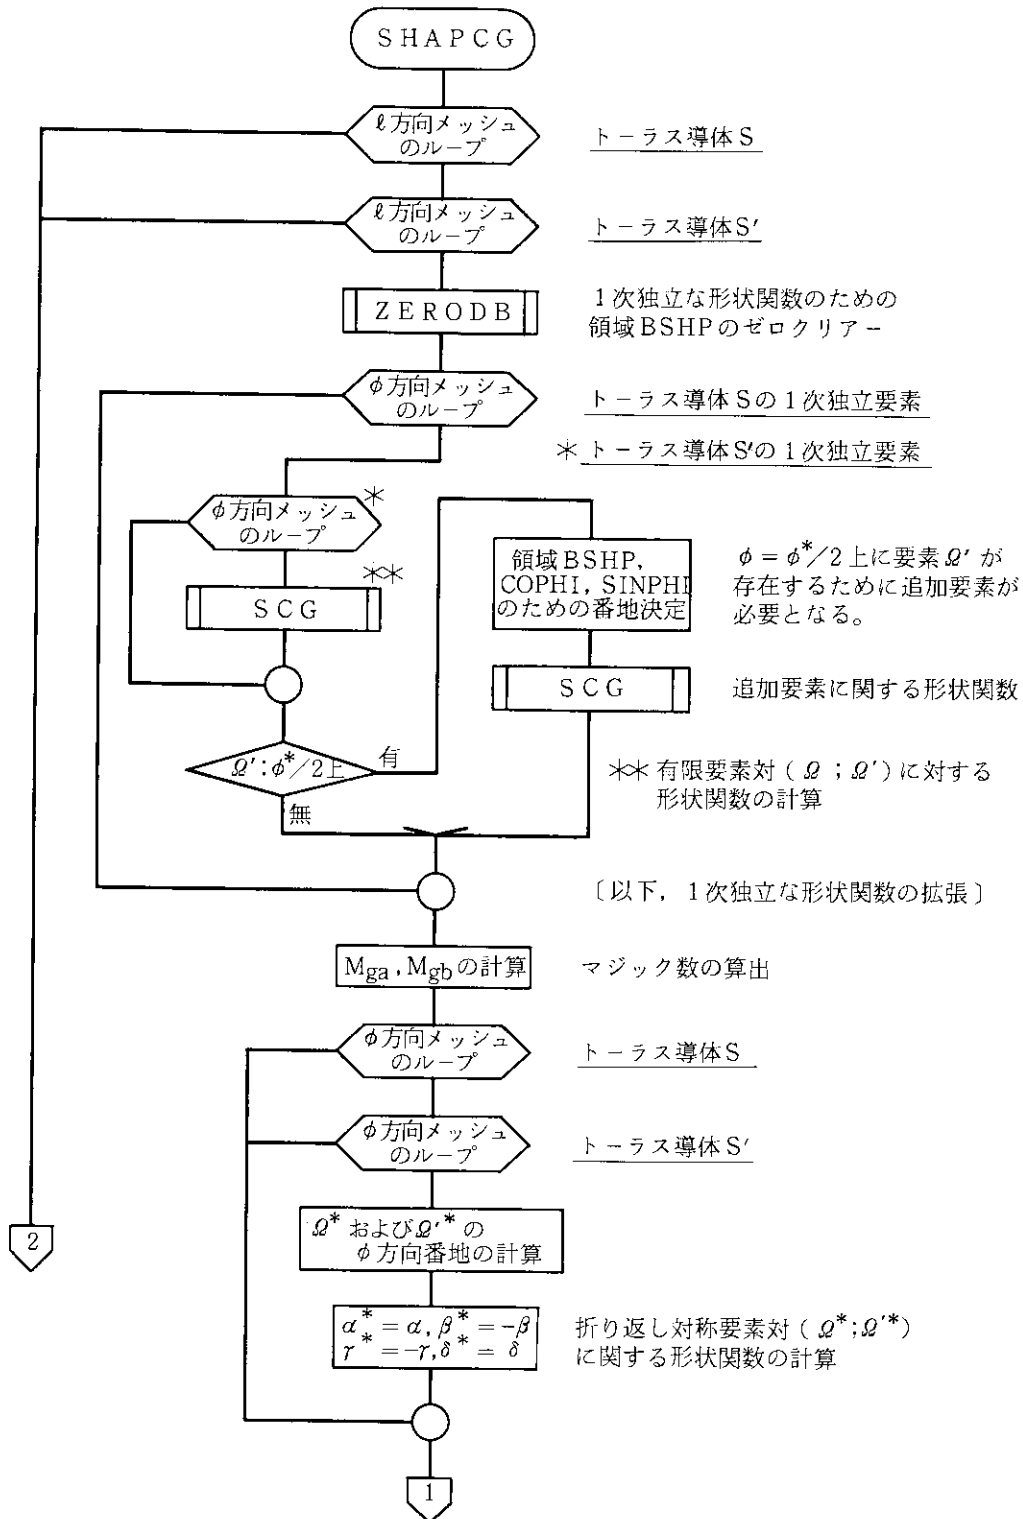 SHAPCG
ℓ方向メッシュ
のループ
トーラス導体S
ℓ方向メッシュ
のループ
トーラス導体S′
ZERODB
1次独立な形状関数のための
領域BSHPのゼロクリアー
φ方向メッシュ
のループ
トーラス導体Sの1次独立要素
* トーラス導体S′の1次独立要素
φ方向メッシュ
のループ
*
**
SCG
領域BSHP,
COPHI, SINPHI
のための番地決定
φ=φ*/2上に要素Ω′が
存在するために追加要素が
必要となる。
SCG
追加要素に関する形状関数
Ω′:φ*/2上
有
無
** 有限要素対(Ω;Ω′)に対する
形状関数の計算
〔以下, 1次独立な形状関数の拡張〕
Mga, Mgbの計算
マジック数の算出
φ方向メッシュ
のループ
トーラス導体S
φ方向メッシュ
のループ
トーラス導体S′
Ω*およびΩ′*の
φ方向番地の計算
2
α*=α, β*=-β
γ*=-γ, δ*=δ
折り返し対称要素対(Ω*;Ω′*)
に関する形状関数の計算
1